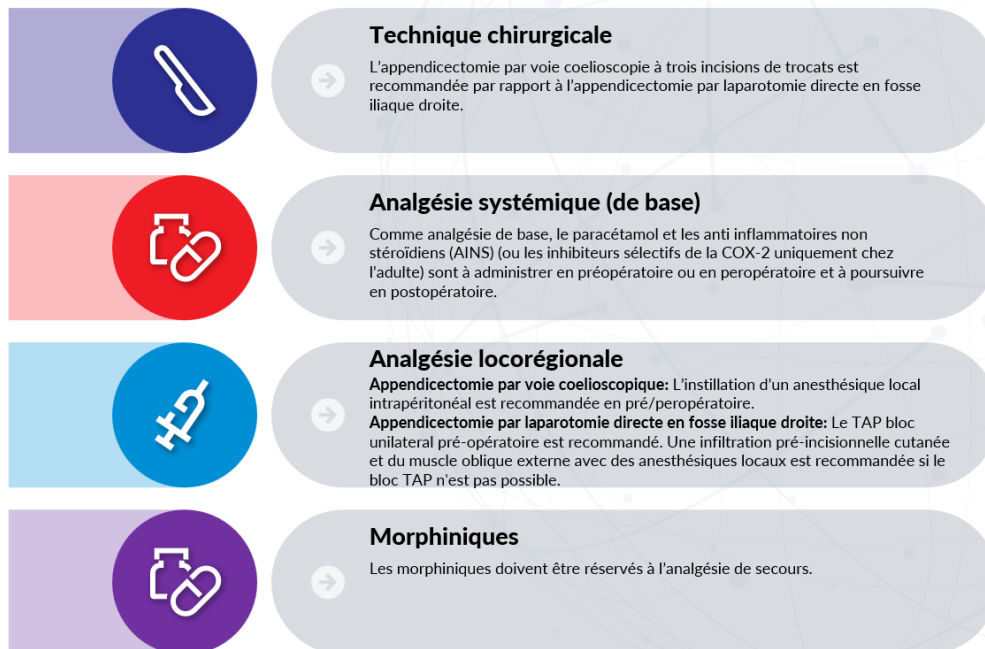 Technique chirurgicale
L'appendicectomie par voie coelioscopie à trois incisions de trocats est
recommandée par rapport à l'appendicectomie par laparotomie directe en fosse
iliaque droite.
Analgésie systémique (de base)
Comme analgésie de base, le paracétamol et les anti inflammatoires non
stéroïdiens (AINS) (ou les inhibiteurs sélectifs de la COX-2 uniquement chez
l'adulte) sont à administrer en préopératoire ou en peropératoire et à poursuivre
en postopératoire.
Analgésie locorégionale
Appendicectomie par voie coelioscopique: L'instillation d'un anesthésique local
intrapéritonéal est recommandée en pré/peropératoire.
Appendicectomie par laparotomie directe en fosse iliaque droite: Le TAP bloc
unilateral pré-opératoire est recommandé. Une infiltration pré-incisionnelle cutanée
et du muscle oblique externe avec des anesthésiques locaux est recommandée si le
bloc TAP n'est pas possible.
Morphiniques
Les morphiniques doivent être réservés à l'analgésie de secours.